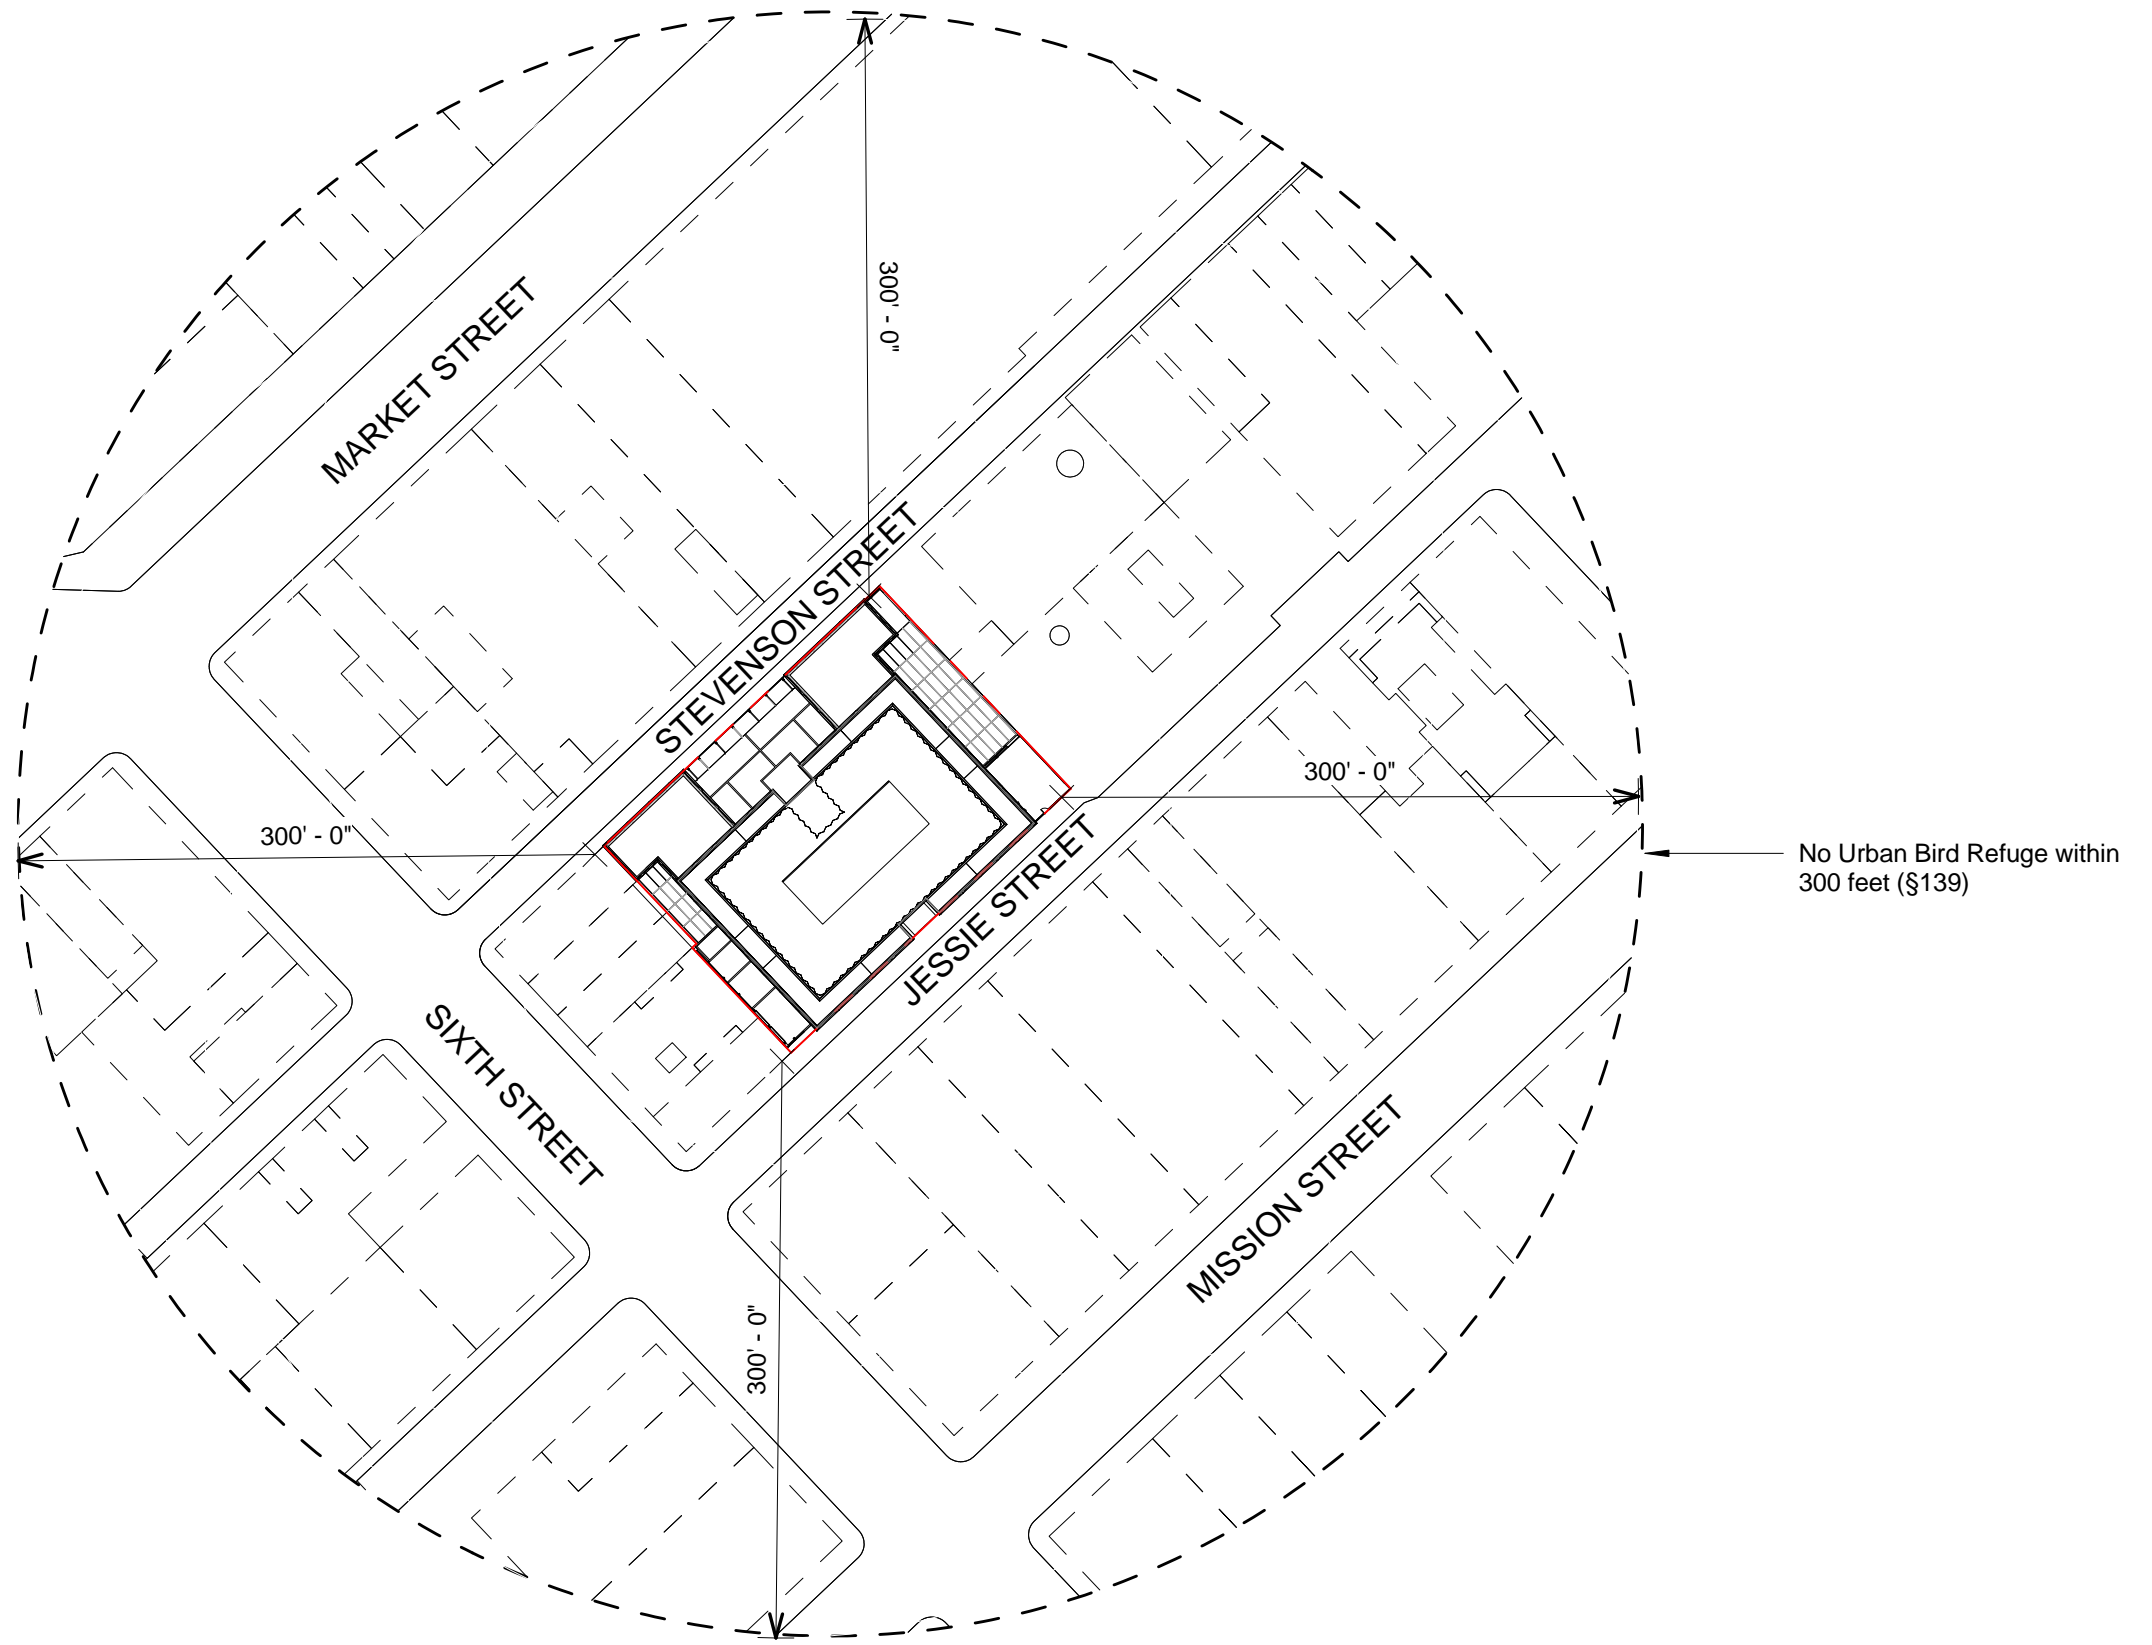 300' - 0"
MARKET STREET
STEVENSON STREET
300' - 0"
300' - 0"
No Urban Bird Refuge within
300 feet (§139)
JESSIE STREET
SIXTH STREET
MISSION STREET
300' - 0"